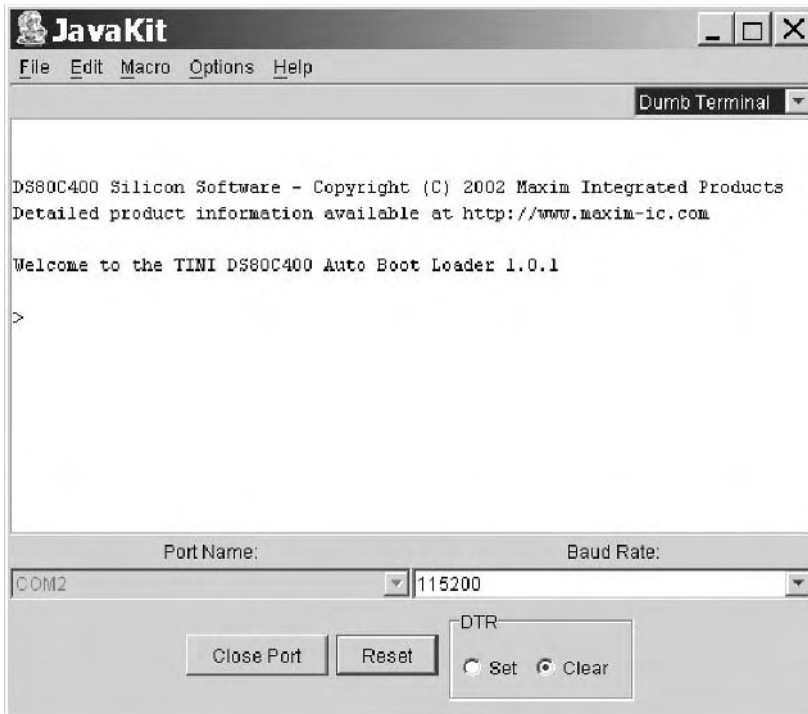 JavaKit
File Edit Macro Options Help
Dumb Terminal
DS80C400 Silicon Software - Copyright (C) 2002 Maxim Integrated Products
Detailed product information available at http://www.maxim-ic.com
Welcome to the TINI DS80C400 Auto Boot Loader 1.0.1
>
Port Name: Baud Rate:
COM2 115200
DTR
Close Port Reset Set Clear